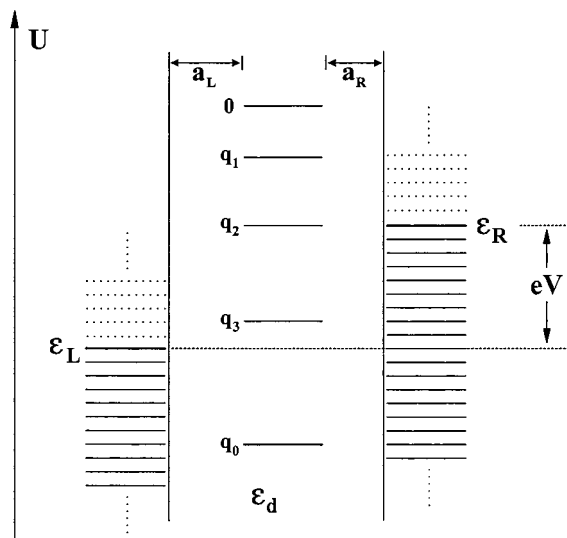 U
a_L
a_R
0
q_1
q_2
ε_R
eV
q_3
ε_L
q_0
ε_d